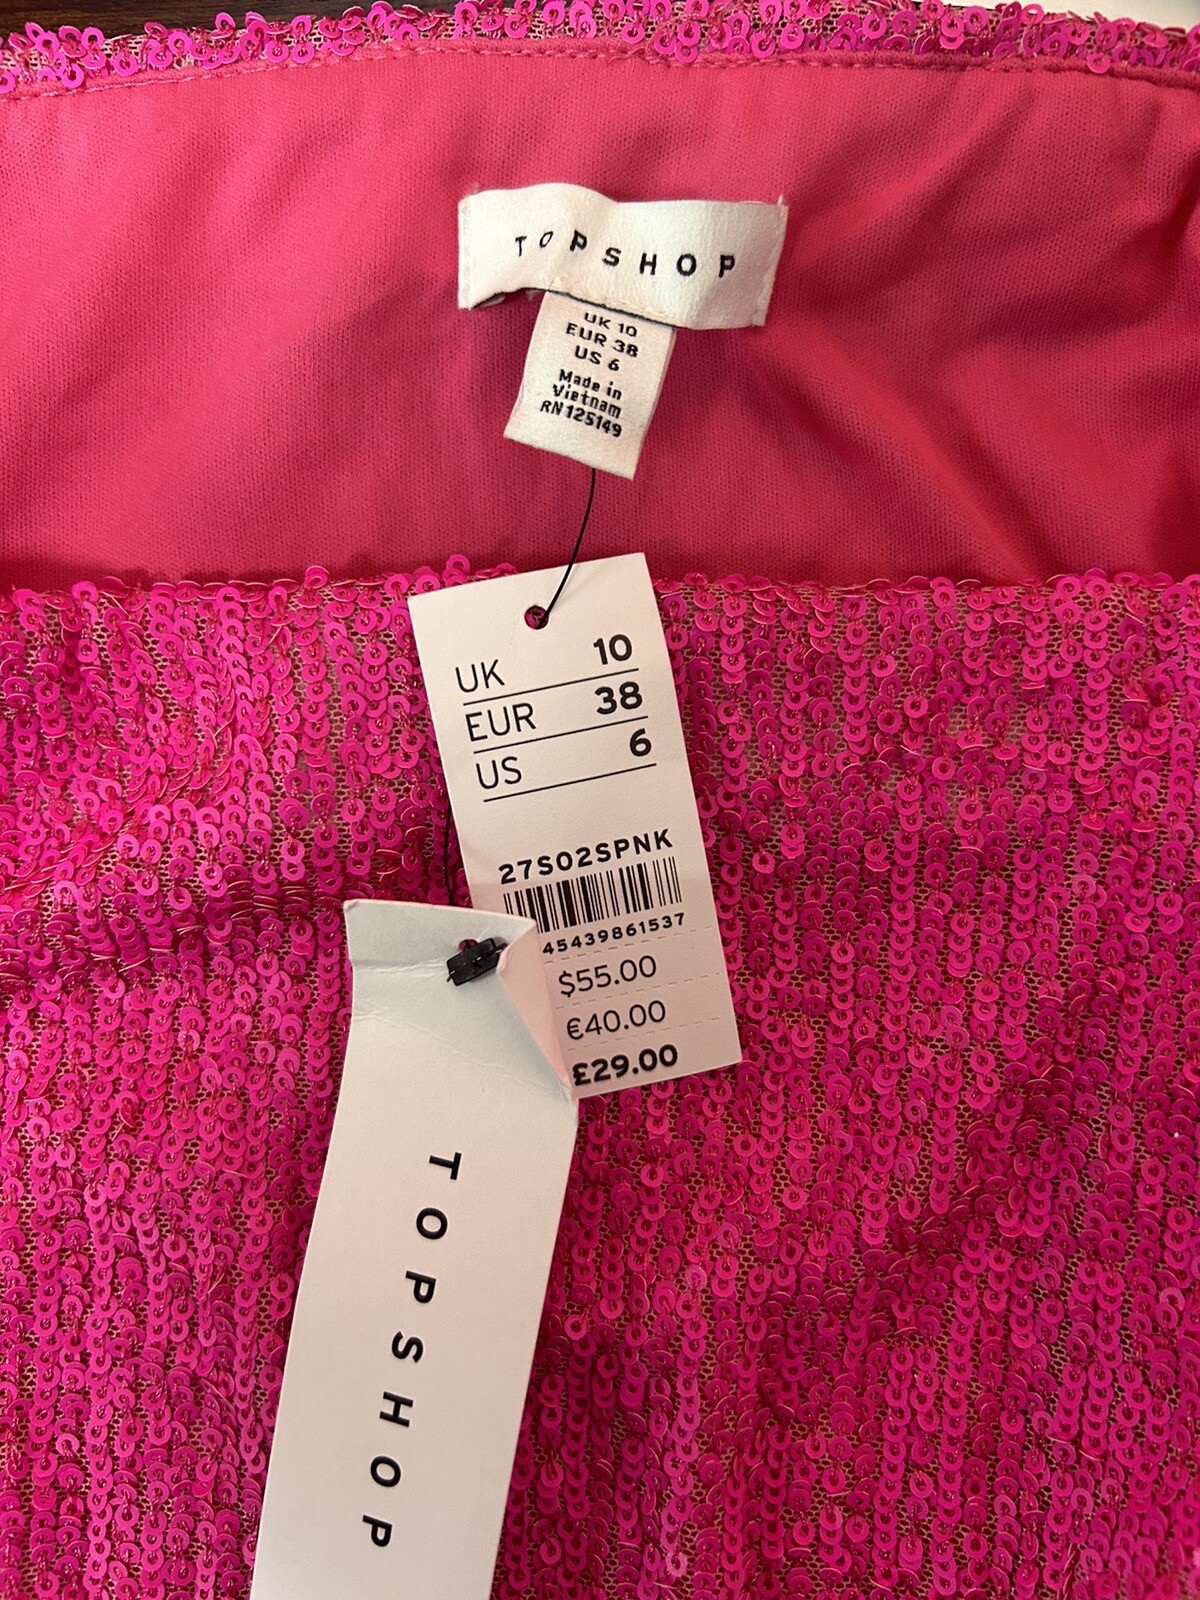 TOPSHOP
UK 10
EUR 38
US 6
Made in
Vietnam
RN125149
UK 10
EUR 38
US 6
27S02SPNK
45439861537
$55.00
€40.00
£29.00
TOPSHOP